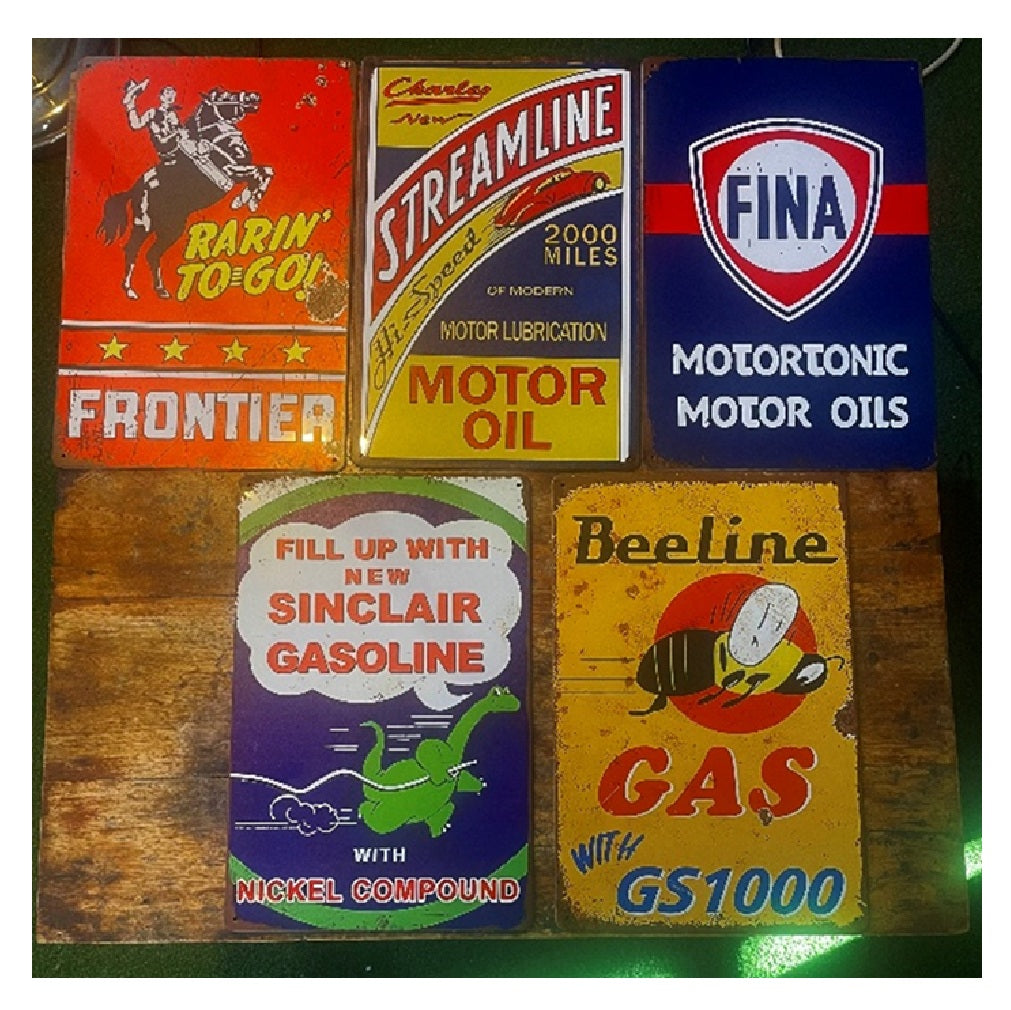 RARIN'
TO-GO!
FRONTIER
Charles
New
STREAMLINE
Hi-Speed
2000
MILES
OF MODERN
MOTOR LUBRICATION
MOTOR
OIL
FINA
MOTORTONIC
MOTOR OILS
FILL UP WITH
NEW
SINCLAIR
GASOLINE
WITH
NICKEL COMPOUND
Beeline
GAS
WITH
GS1000